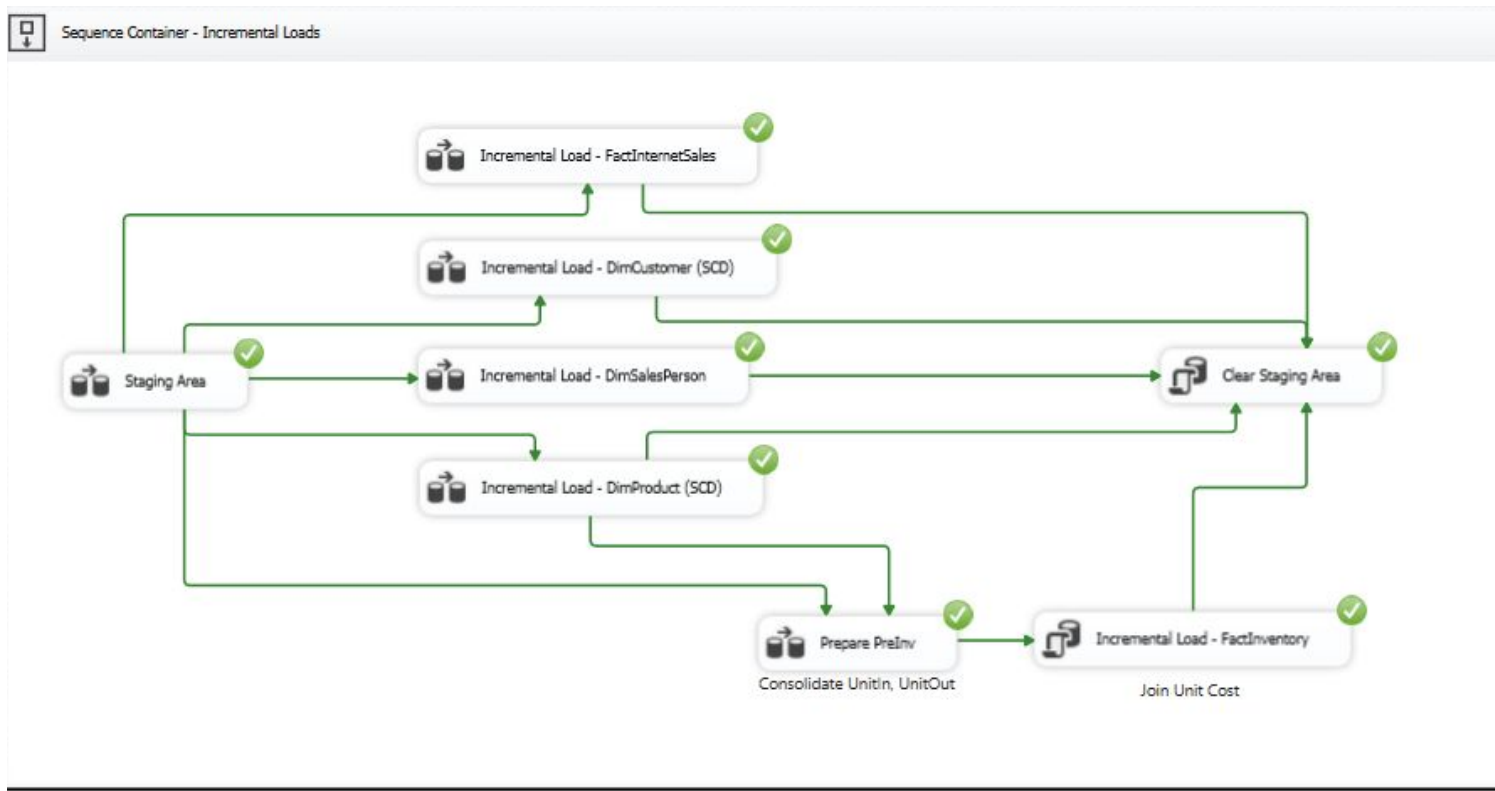 Sequence Container - Incremental Loads
Incremental Load - FactInternetSales
Incremental Load - DimCustomer (SCD)
Staging Area
Incremental Load - DimSalesPerson
Clear Staging Area
Incremental Load - DimProduct (SCD)
Prepare PreInv
Consolidate UnitIn, UnitOut
Incremental Load - FactInventory
Join Unit Cost